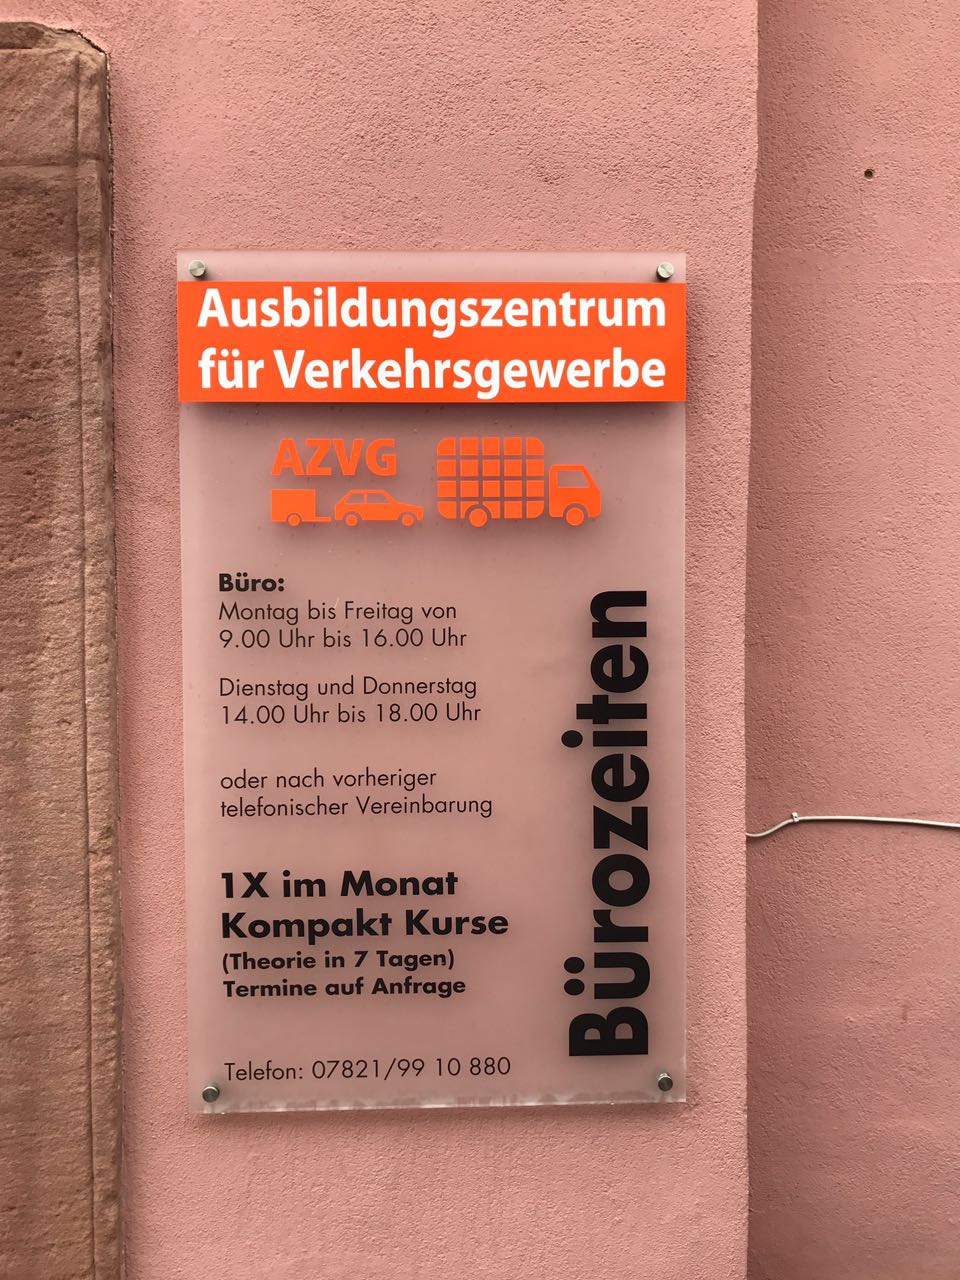 Ausbildungszentrum
für Verkehrsgewerbe
AZVG
Büro:
Montag bis Freitag von
9.00 Uhr bis 16.00 Uhr
Dienstag und Donnerstag
14.00 Uhr bis 18.00 Uhr
oder nach vorheriger
telefonischer Vereinbarung
1X im Monat
Kompakt Kurse
(Theorie in 7 Tagen)
Termine auf Anfrage
Telefon: 07821/99 10 880
Bürozeiten